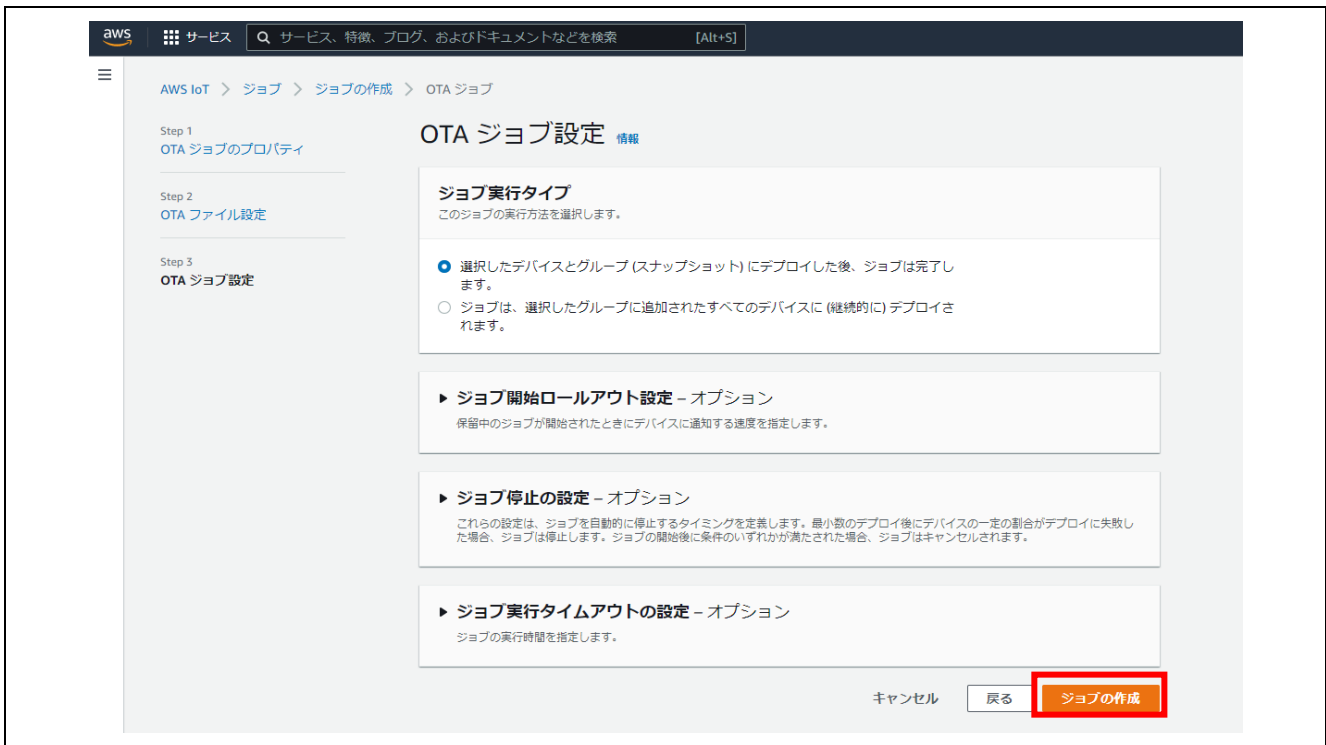 aws
サービス
サービス、特徴、ブログ、およびドキュメントなどを検索
[Alt+S]
AWS IoT > ジョブ > ジョブの作成 > OTA ジョブ
Step 1
OTA ジョブのプロパティ
Step 2
OTA ファイル設定
Step 3
OTA ジョブ設定
OTA ジョブ設定 情報
ジョブ実行タイプ
このジョブの実行方法を選択します。
選択したデバイスとグループ (スナップショット) にデプロイした後、ジョブは完了し
ます。
ジョブは、選択したグループに追加されたすべてのデバイスに (継続的に) デプロイさ
れます。
ジョブ開始ロールアウト設定 – オプション
保留中のジョブが開始されたときにデバイスに通知する速度を指定します。
ジョブ停止の設定 – オプション
これらの設定は、ジョブを自動的に停止するタイミングを定義します。最小数のデプロイ後にデバイスの一定の割合がデプロイに失敗し
た場合、ジョブは停止します。ジョブの開始後に条件のいずれかが満たされた場合、ジョブはキャンセルされます。
ジョブ実行タイムアウトの設定 – オプション
ジョブの実行時間を指定します。
キャンセル
戻る
ジョブの作成